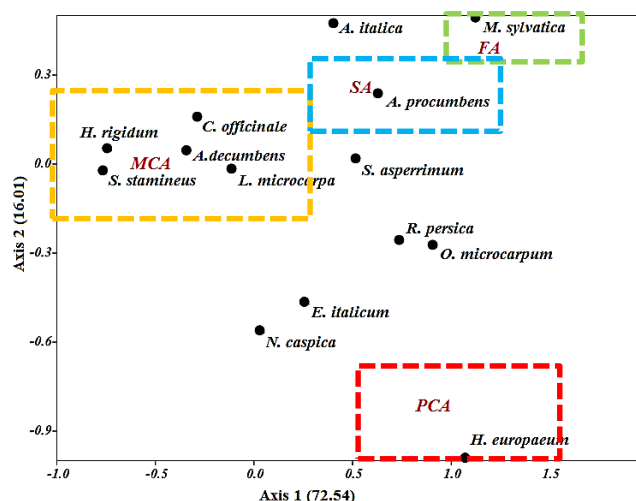 A. italica
M. sylvatica
FA
0.3
SA
A. procumbens
C. officinale
H. rigidum
A.decumbens
MCA
0.0
S. stamineus
L. microcarpa
S. asperrimum
Axis 2 (16.01)
R. persica
-0.3
O. microcarpum
E. italicum
N. caspica
-0.6
PCA
H. europaeum
-0.9
-1.0 -0.5 0.0 0.5 1.0 1.5
Axis 1 (72.54)